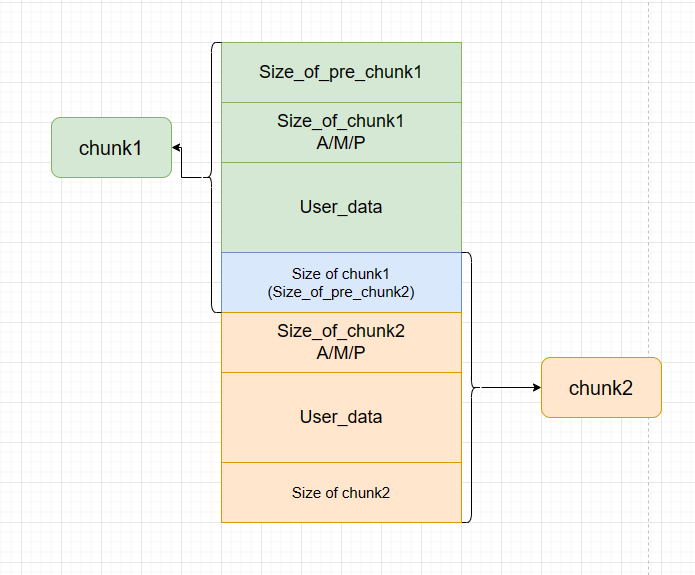 Size_of_pre_chunk1
Size_of_chunk1
A/M/P
chunk1
User_data
Size of chunk1
(Size_of_pre_chunk2)
Size_of_chunk2
A/M/P
chunk2
User_data
Size of chunk2